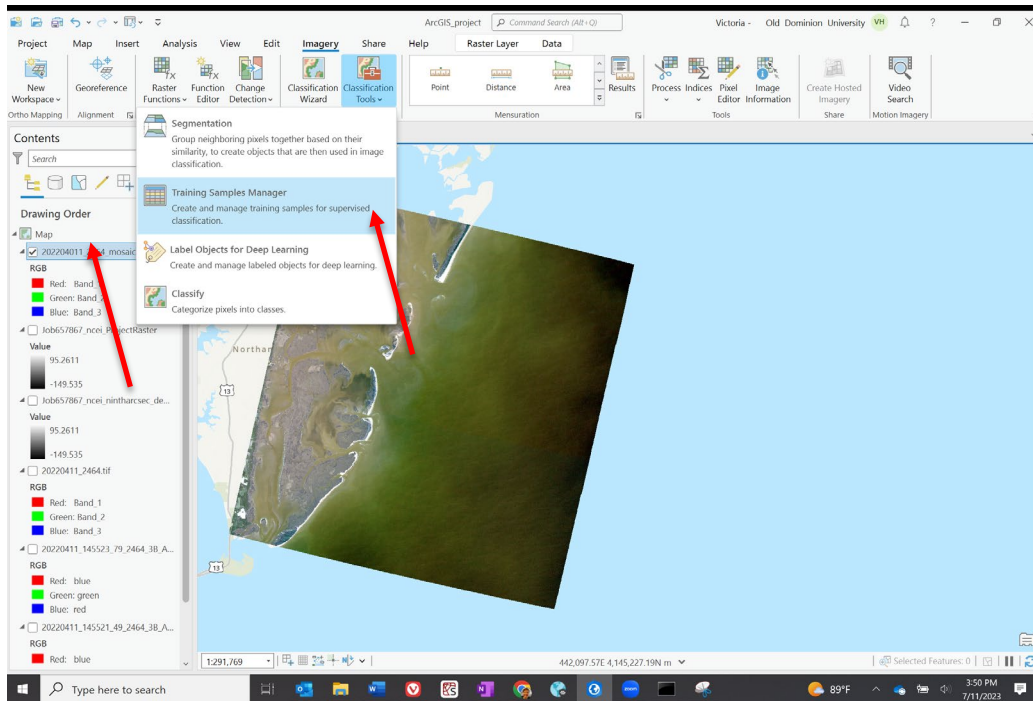 ArcGIS_project
Command Search (Alt+Q)
Victoria - Old Dominion University VH ?
Project Map Insert Analysis View Edit Imagery Share Help Raster Layer Data
New Workspace
Georeference
Raster Functions
Function Editor
Change Detection
Classification Wizard
Classification Tools
Point
Distance
Area
Results
Process
Indices
Pixel Editor
Image Information
Create Hosted Imagery
Video Search
Ortho Mapping Alignment Mensuration Tools Share Motion Imagery
Segmentation
Group neighboring pixels together based on their
similarity, to create objects that are then used in image
classification.
Training Samples Manager
Create and manage training samples for supervised
classification.
Label Objects for Deep Learning
Create and manage labeled objects for deep learning.
Classify
Categorize pixels into classes.
Contents
Search
Drawing Order
Map
RGB
Red: Band_1
Green: Band_2
Blue: Band_3
Job657867_ncei_ProjectRaster
Value
95.2611
-149.535
Job657867_ncei_nintharcsec_de...
Value
95.2611
-149.535
20220411_2464.tif
RGB
Red: Band_1
Green: Band_2
Blue: Band_3
20220411_145523_79_2464_3B_A...
RGB
Red: blue
Green: green
Blue: red
20220411_145521_49_2464_3B_A...
RGB
Red: blue
Northam
13
13
1:291,769
442,097.57E 4,145,227.19N m
Selected Features: 0
Type here to search
89°F
3:50 PM
7/11/2023